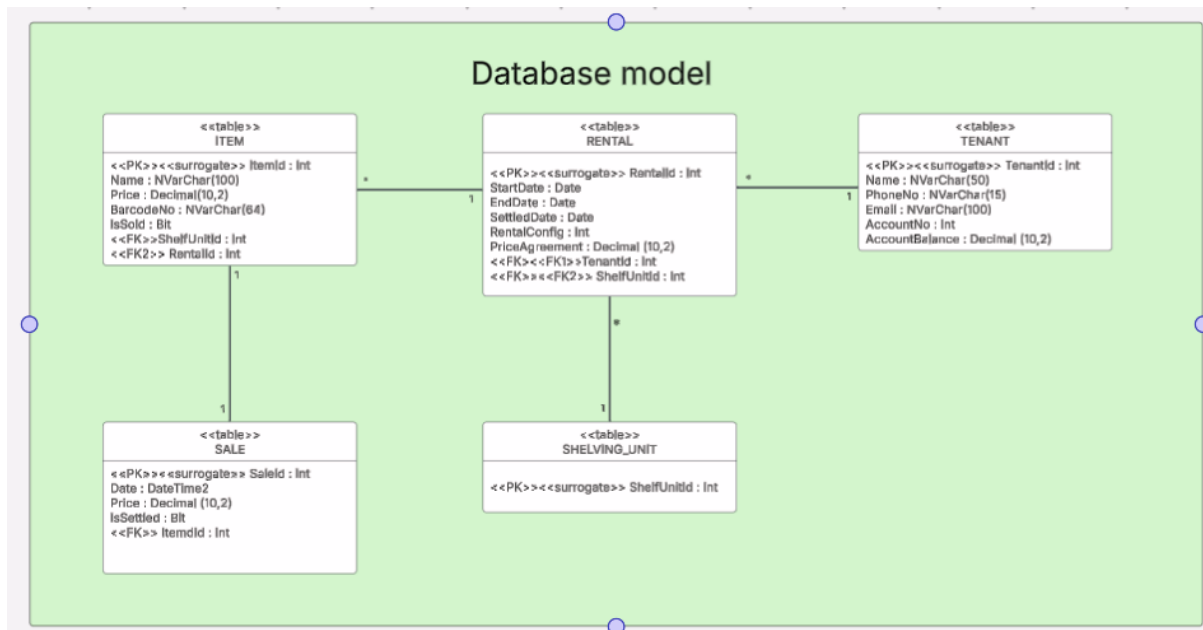 Database model
<<table>>
ITEM
<<PK>><<surrogate>> ItemId : Int
Name : NVarChar(100)
Price : Decimal(10,2)
BarcodeNo : NVarChar(64)
IsSold : Bit
<<FK>>ShelfUnitId : Int
<<FK2>> RentalId : Int
*
1
<<table>>
RENTAL
<<PK>><<surrogate>> RentalId : Int
StartDate : Date
EndDate : Date
SettledDate : Date
RentalConfig : Int
PriceAgreement : Decimal (10,2)
<<FK><<FK1>>TenantId : Int
<<FK>><<FK2>> ShelfUnitId : Int
*
1
<<table>>
TENANT
<<PK>><<surrogate>> TenantId : Int
Name : NVarChar(50)
PhoneNo : NVarChar(15)
Email : NVarChar(100)
AccountNo : Int
AccountBalance : Decimal (10,2)
1
1
<<table>>
SALE
<<PK>><<surrogate>> SaleId : Int
Date : DateTime2
Price : Decimal (10,2)
IsSettled : Bit
<<FK>> ItemdId : Int
*
1
<<table>>
SHELVING_UNIT
<<PK>><<surrogate>> ShelfUnitId : Int